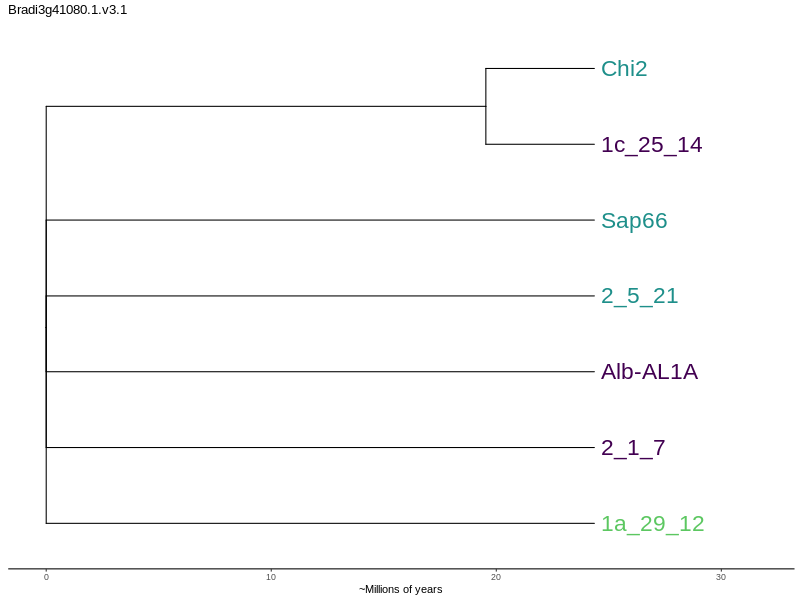 Bradi3g41080.1.v3.1
Chi2
1c_25_14
Sap66
2_5_21
Alb-AL1A
2_1_7
1a_29_12
0 10 20 30
~Millions of years